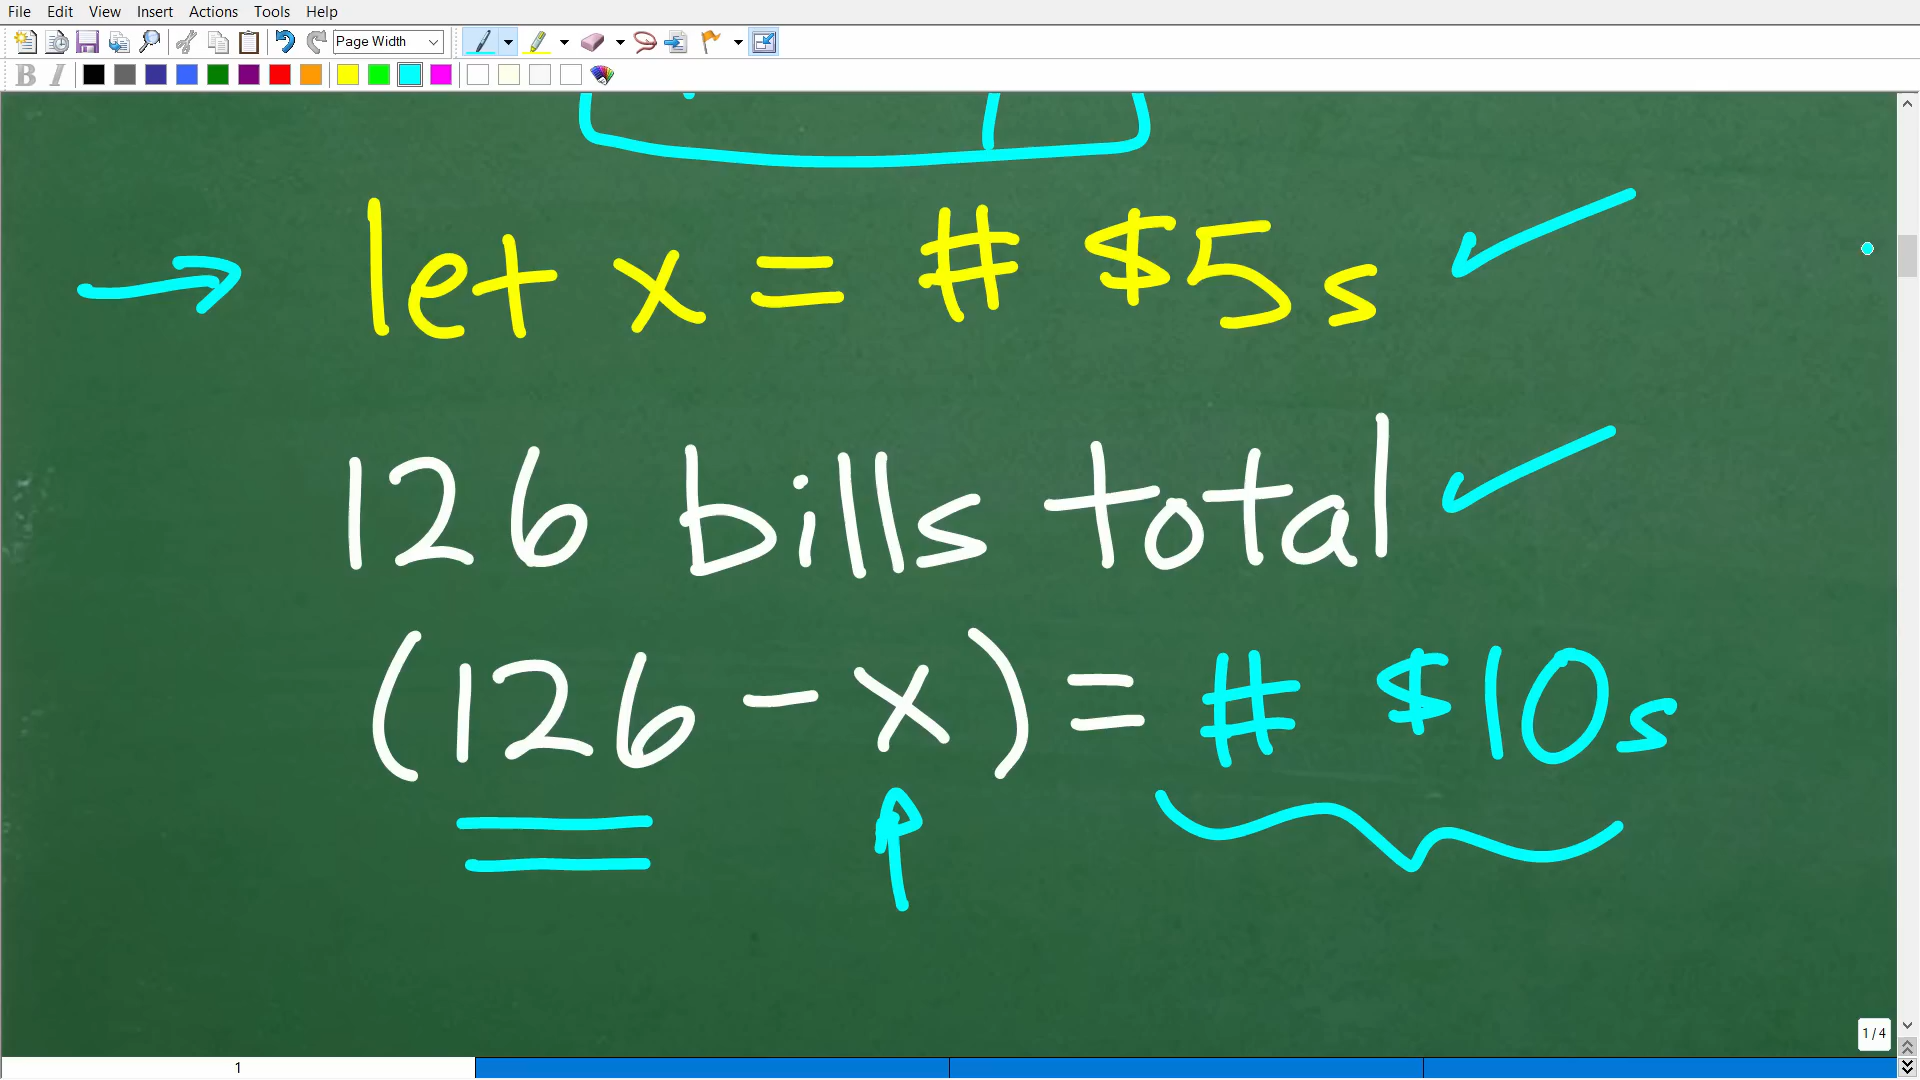 File Edit View Insert Actions Tools Help
Page Width
B I
let x = # $5s
126 bills total
(126 - x) = # $10s
1 / 4
1